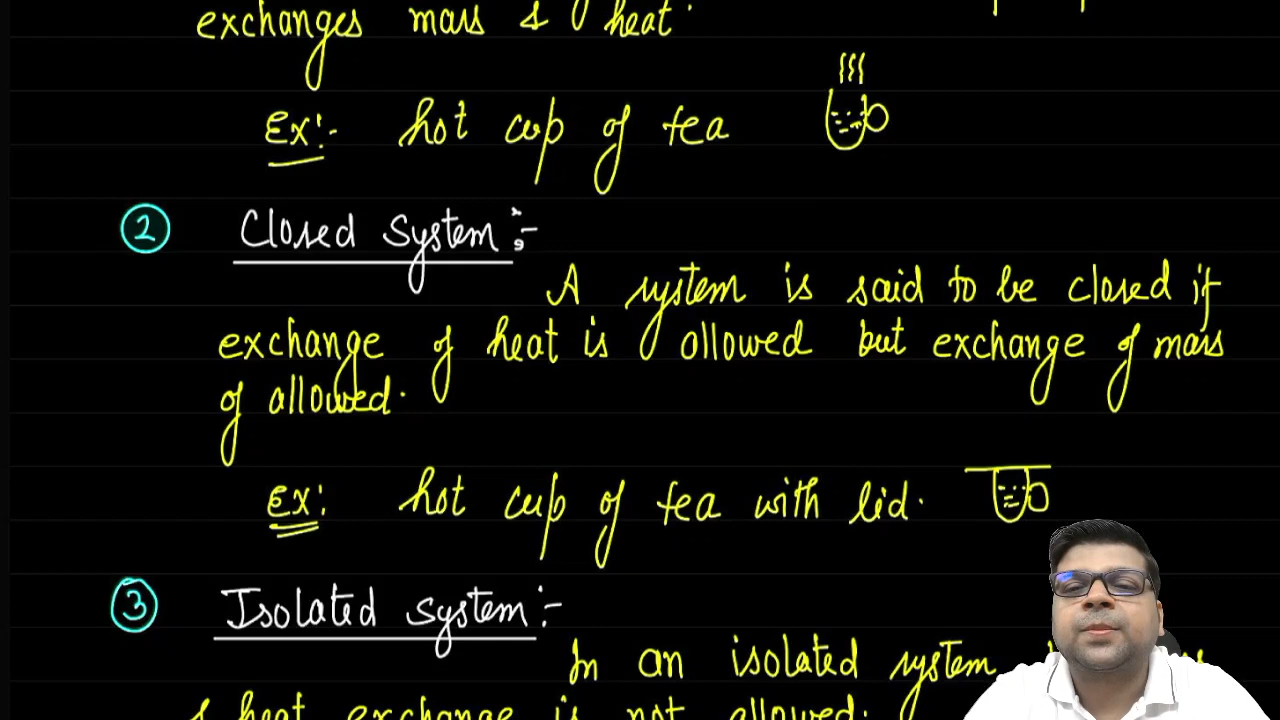 exchanges mass & heat.
Ex:- hot cup of tea
2 Closed System :-
A system is said to be closed if
exchange of heat is allowed but exchange of mass
of allowed.
Ex: hot cup of tea with lid.
3 Isolated system :-
In an isolated system
& heat exchange is not allowed.